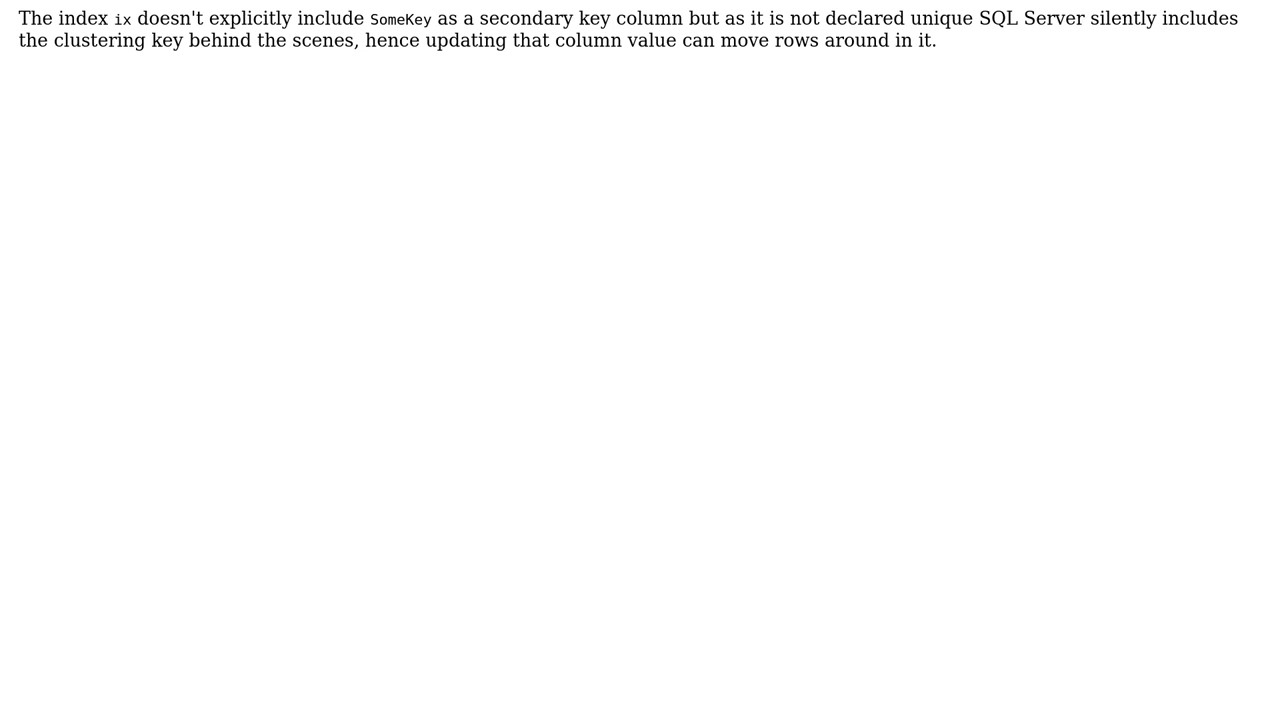 The index ix doesn't explicitly include SomeKey as a secondary key column but as it is not declared unique SQL Server silently includes
the clustering key behind the scenes, hence updating that column value can move rows around in it.